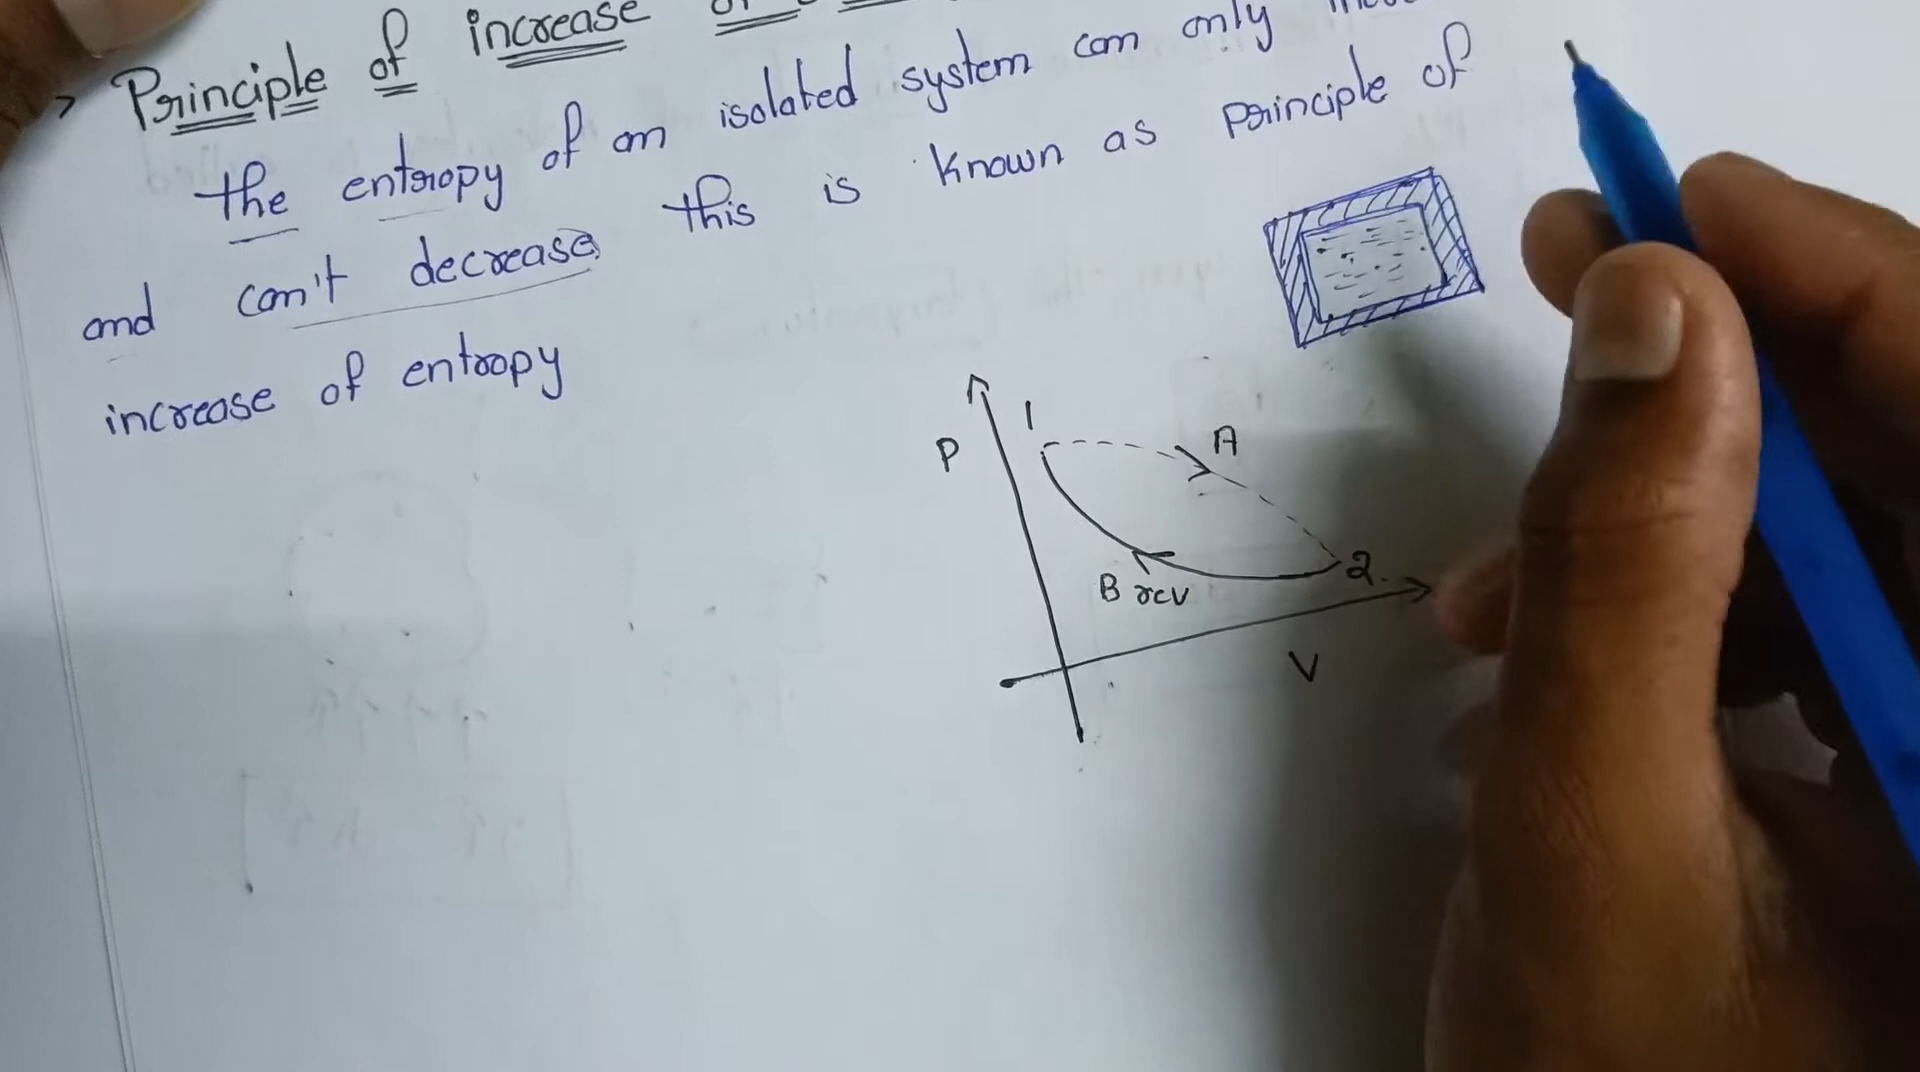 Principle of increase of
the entropy of an isolated system can only
and can't decrease this is known as principle of
increase of entropy
P
1
A
2
B rev
V